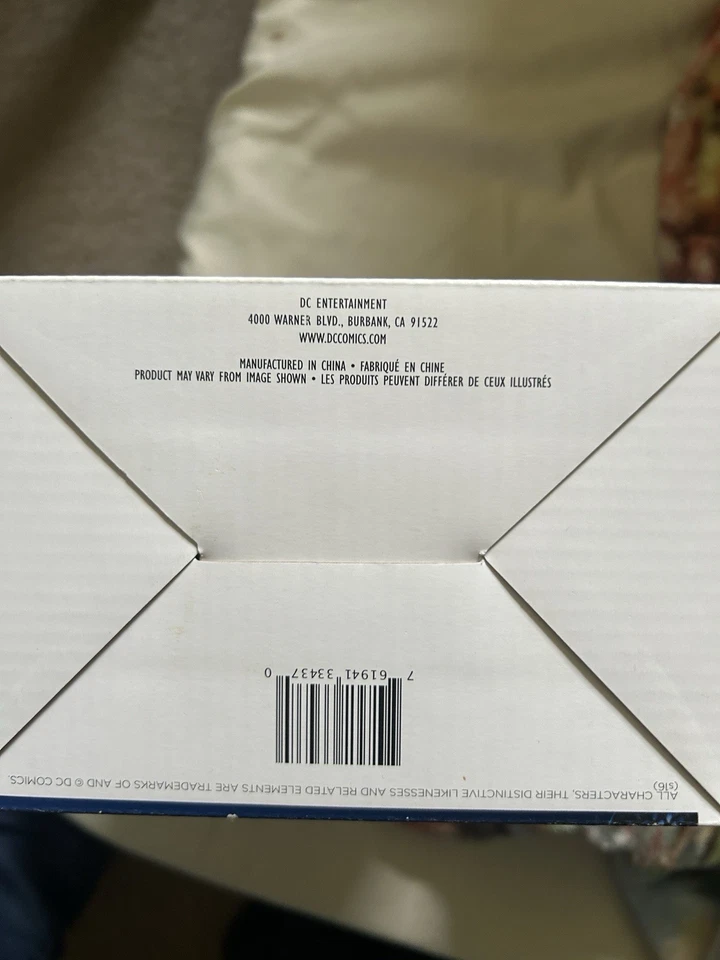 DC ENTERTAINMENT
4000 WARNER BLVD., BURBANK, CA 91522
WWW.DCCOMICS.COM
MANUFACTURED IN CHINA • FABRIQUÉ EN CHINE
PRODUCT MAY VARY FROM IMAGE SHOWN • LES PRODUITS PEUVENT DIFFÉRER DE CEUX ILLUSTRÉS
7 61941 33437 0
ALL CHARACTERS, THEIR DISTINCTIVE LIKENESSES AND RELATED ELEMENTS ARE TRADEMARKS OF AND © DC COMICS.
(s16)